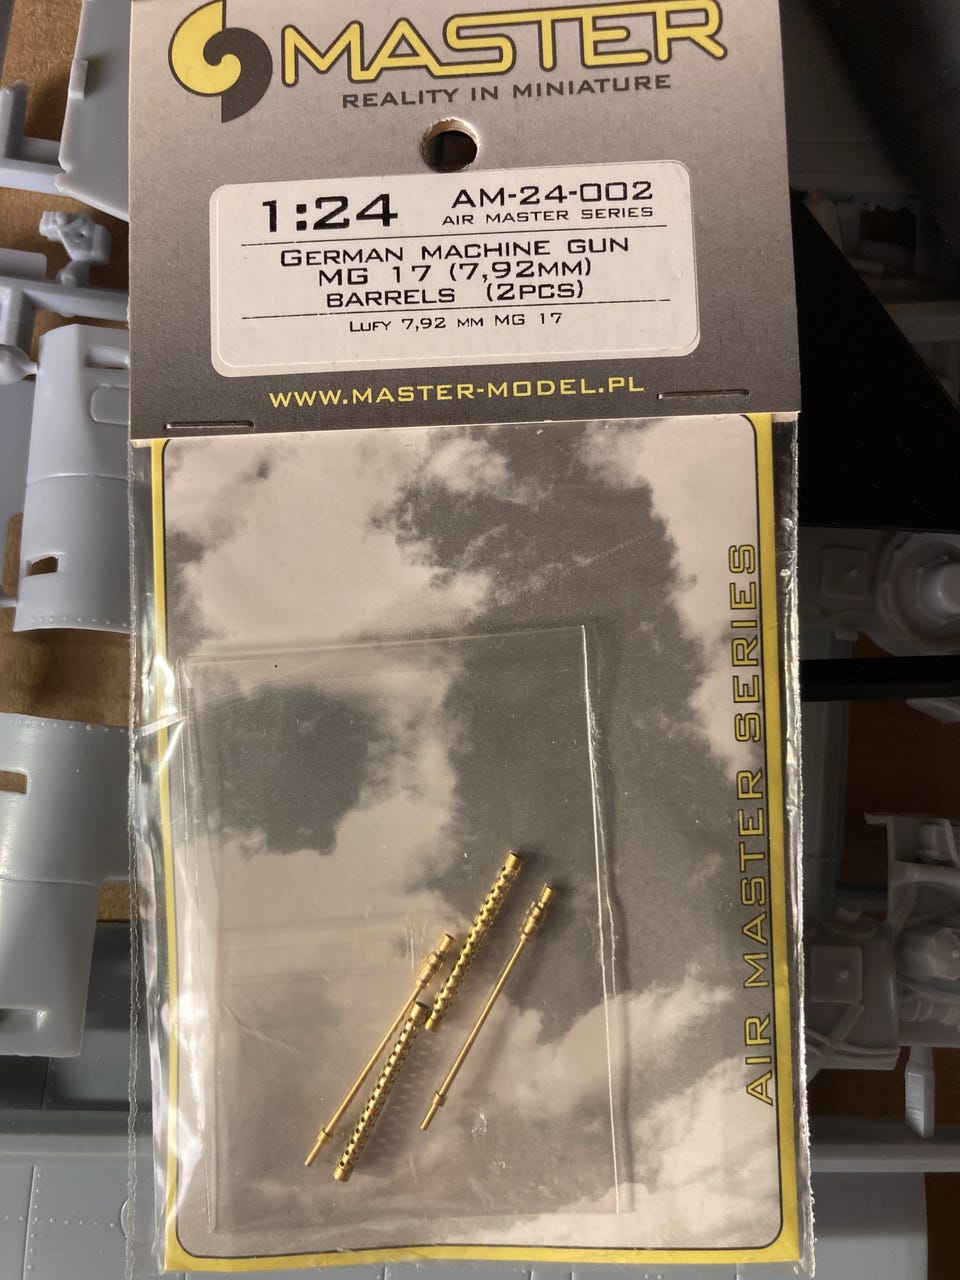 MASTER
REALITY IN MINIATURE
1:24 AM-24-002
AIR MASTER SERIES
GERMAN MACHINE GUN
MG 17 (7,92MM)
BARRELS (2PCS)
LUFY 7,92 MM MG 17
WWW.MASTER-MODEL.PL
AIR MASTER SERIES